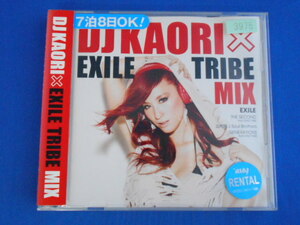 7泊8日OK!
DJ KAORI×
EXILE TRIBE
MIX
EXILE
THE SECOND
GENERATIONS
RENTAL
DJ KAORI × EXILE TRIBE MIX